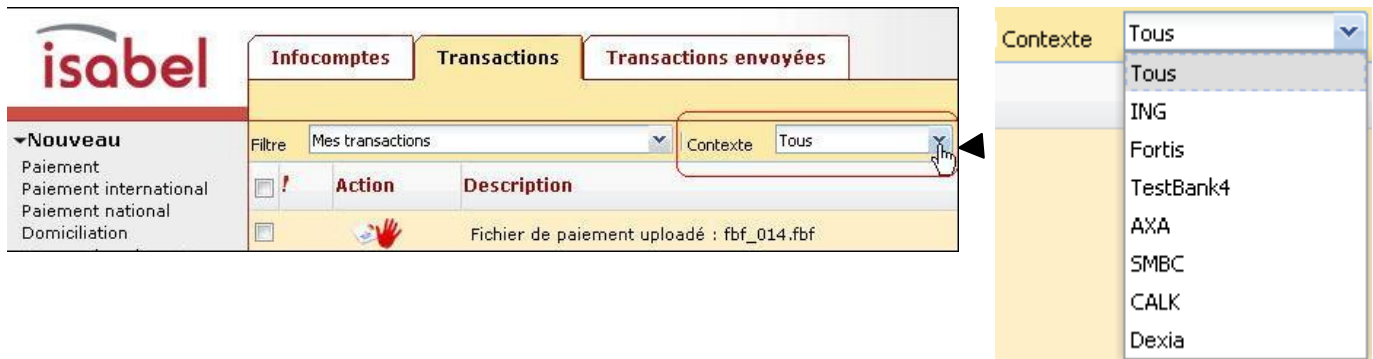 isabel
Infocomptes Transactions Transactions envoyées
Nouveau
Paiement
Paiement international
Paiement national
Domiciliation
Filtre Mes transactions Contexte Tous
! Action Description
Fichier de paiement uploadé : fbf_014.fbf
Contexte Tous
Tous
ING
Fortis
TestBank4
AXA
SMBC
CALK
Dexia